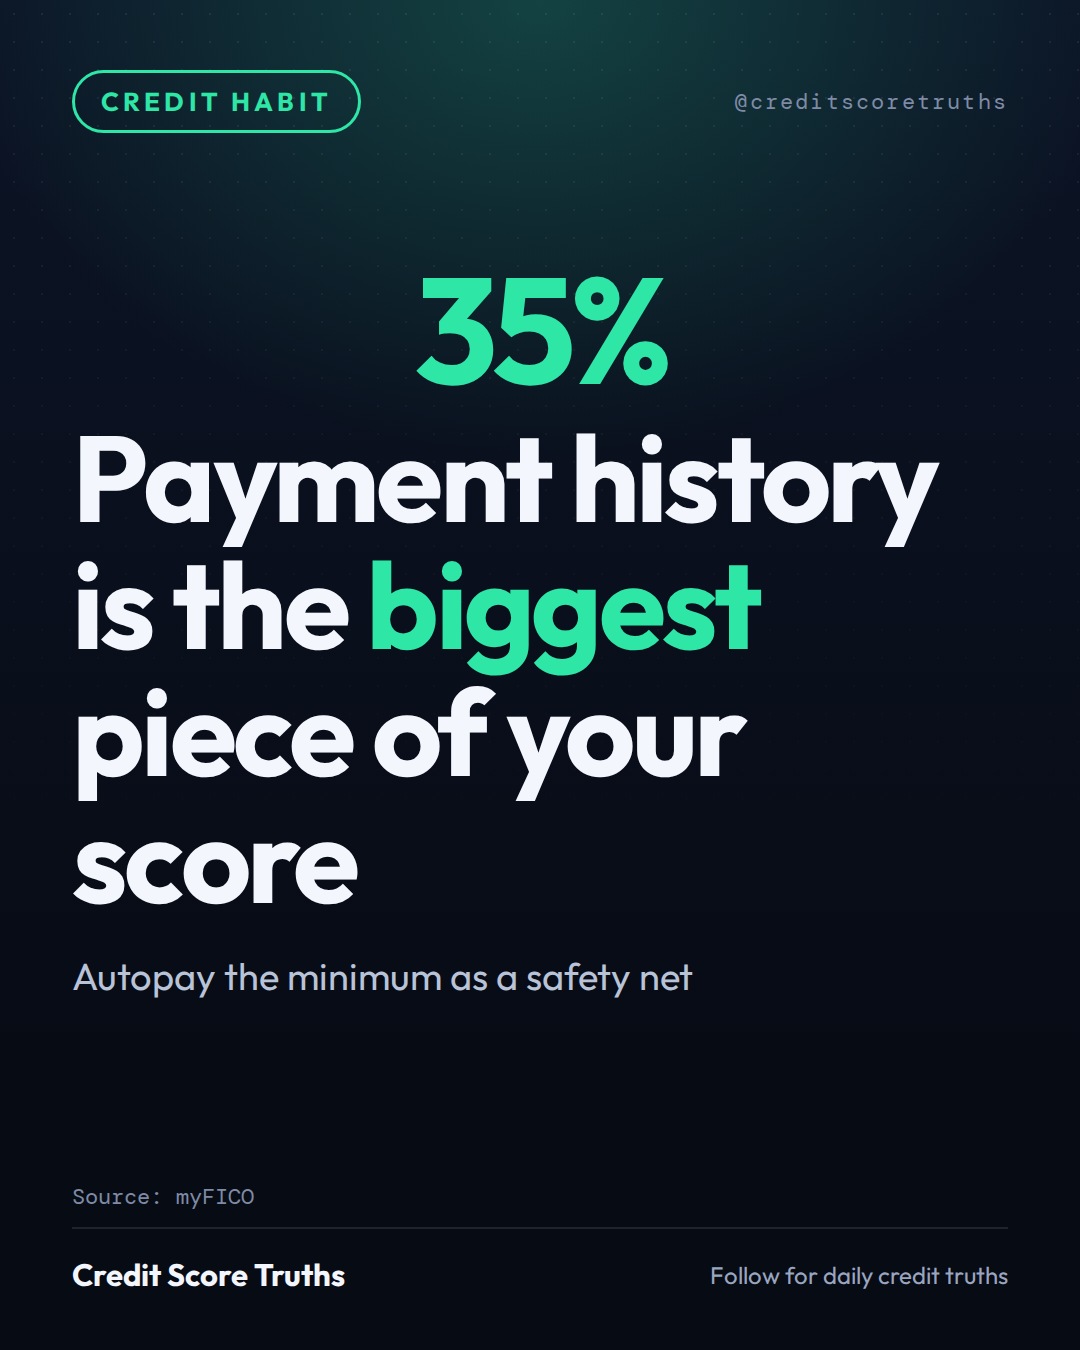 CREDIT HABIT
@creditscoretruths
35%
Payment history
is the biggest
piece of your
score
Autopay the minimum as a safety net
Source: myFICO
Credit Score Truths
Follow for daily credit truths